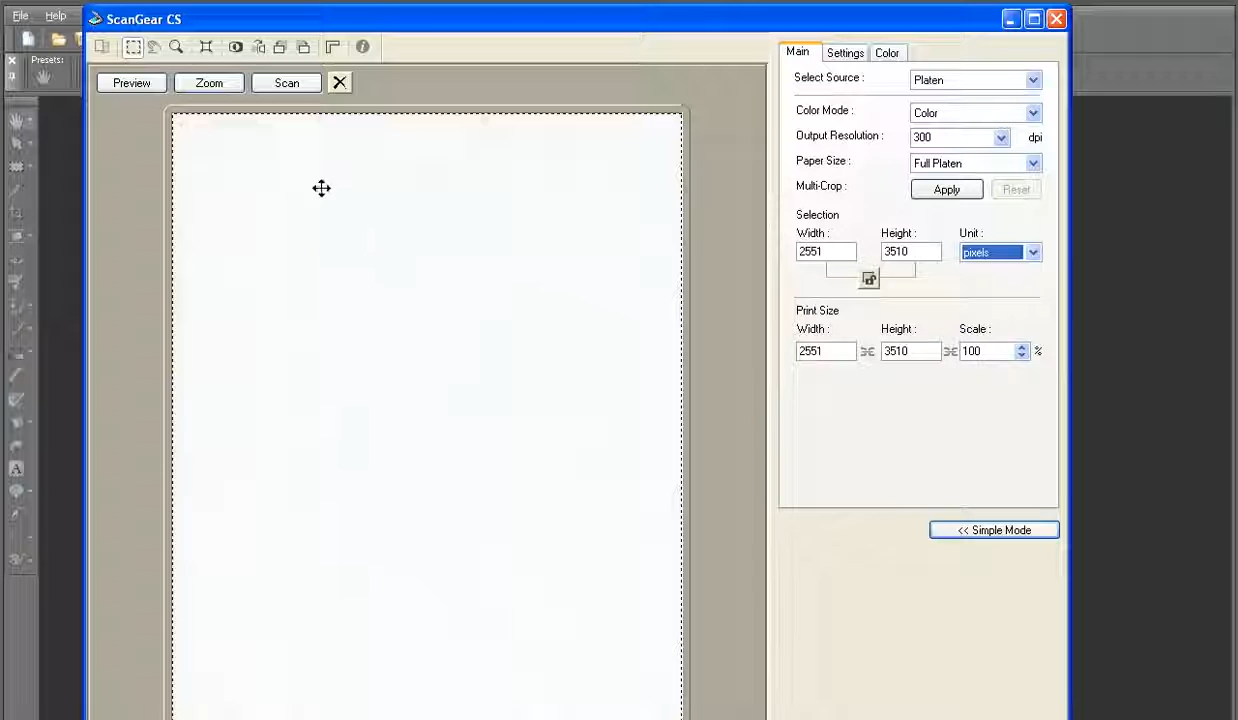 File Help
ScanGear CS
Presets:
Preview Zoom Scan
Main Settings Color
Select Source : Platen
Color Mode : Color
Output Resolution : 300 dpi
Paper Size : Full Platen
Multi-Crop : Apply Reset
Selection
Width : Height : Unit :
2551 3510 pixels
Print Size
Width : Height : Scale :
2551 3510 100 %
<< Simple Mode
A